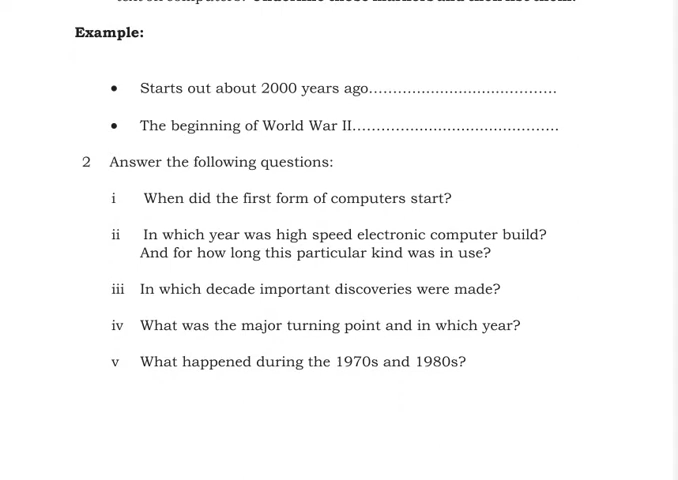 Example:
• Starts out about 2000 years ago.......................................
• The beginning of World War II...........................................
2 Answer the following questions:
i When did the first form of computers start?
ii In which year was high speed electronic computer build?
And for how long this particular kind was in use?
iii In which decade important discoveries were made?
iv What was the major turning point and in which year?
v What happened during the 1970s and 1980s?